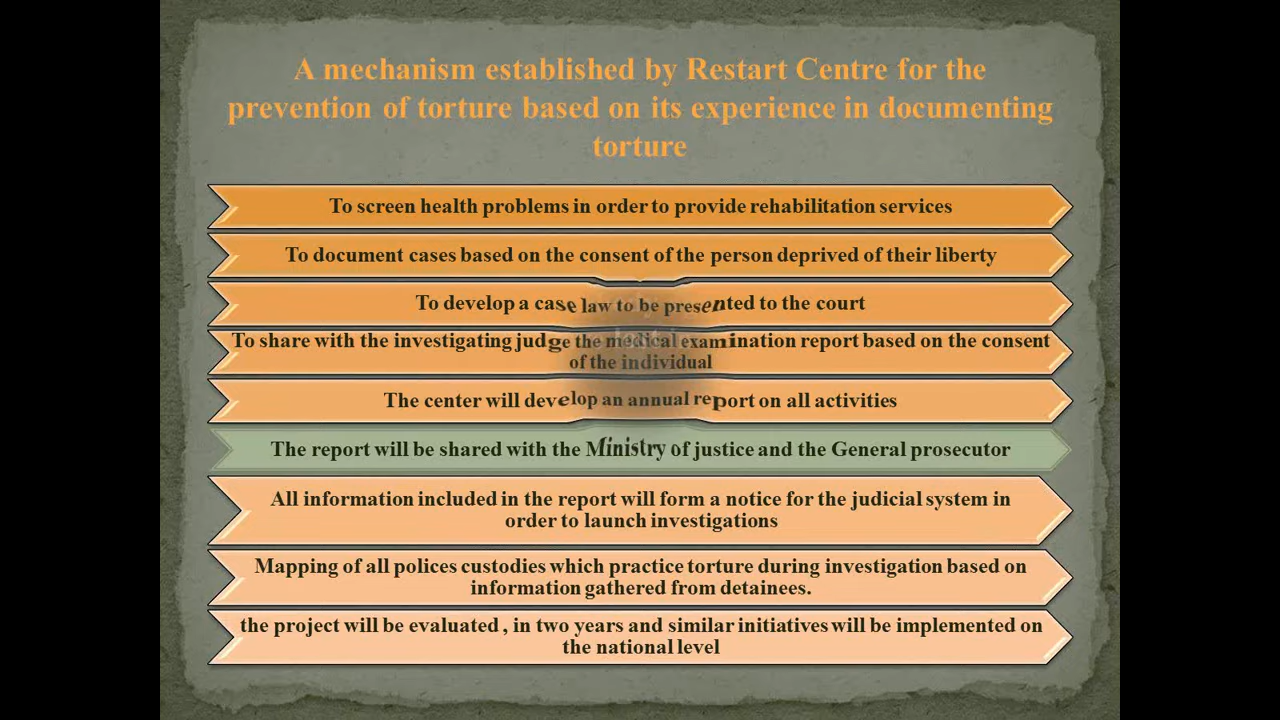 A mechanism established by Restart Centre for the
prevention of torture based on its experience in documenting
torture
To screen health problems in order to provide rehabilitation services
To document cases based on the consent of the person deprived of their liberty
To develop a case law to be presented to the court
To share with the investigating judge the medical examination report based on the consent
of the individual
The center will develop an annual report on all activities
The report will be shared with the Ministry of justice and the General prosecutor
All information included in the report will form a notice for the judicial system in
order to launch investigations
Mapping of all polices custodies which practice torture during investigation based on
information gathered from detainees.
the project will be evaluated , in two years and similar initiatives will be implemented on
the national level